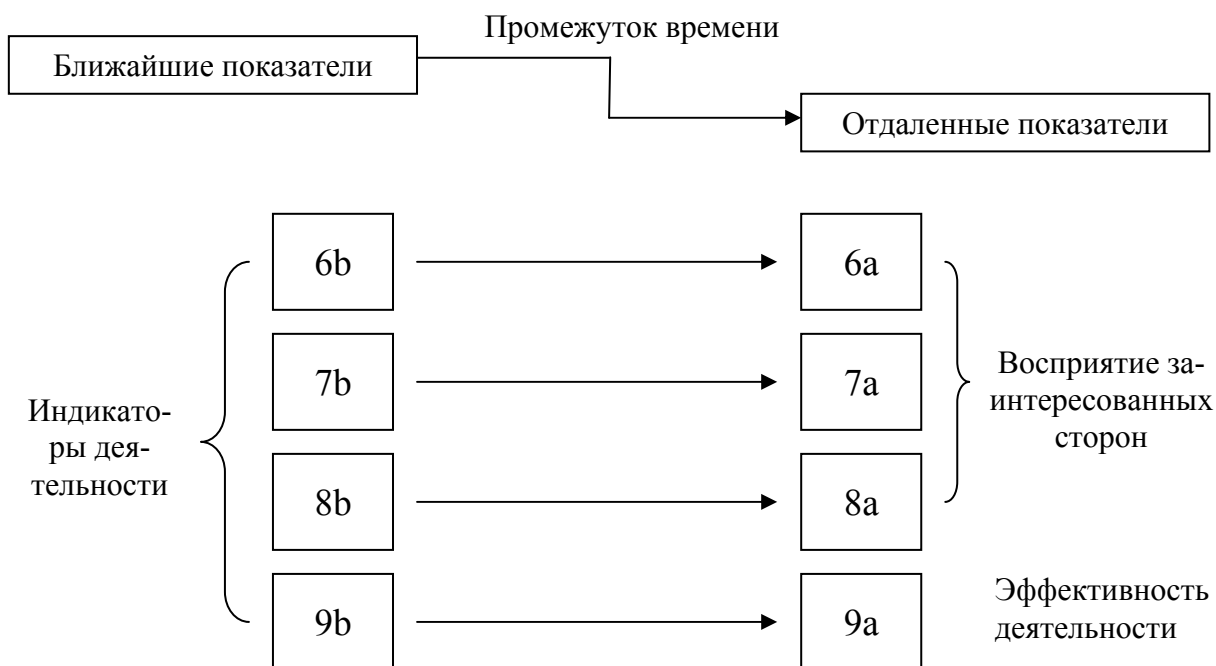 Промежуток времени
Ближайшие показатели
Отдаленные показатели
6b
6a
7b
7a
Восприятие за-
интересованных
сторон
Индикато-
ры дея-
тельности
8b
8a
9b
9a
Эффективность
деятельности